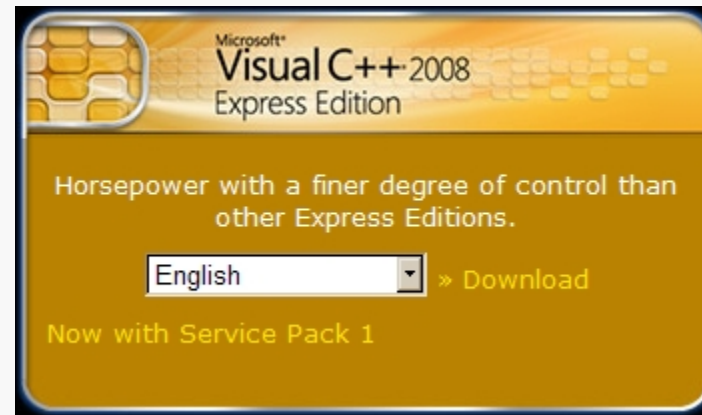 Microsoft®
Visual C++ 2008
Express Edition
Horsepower with a finer degree of control than
other Express Editions.
English » Download
Now with Service Pack 1